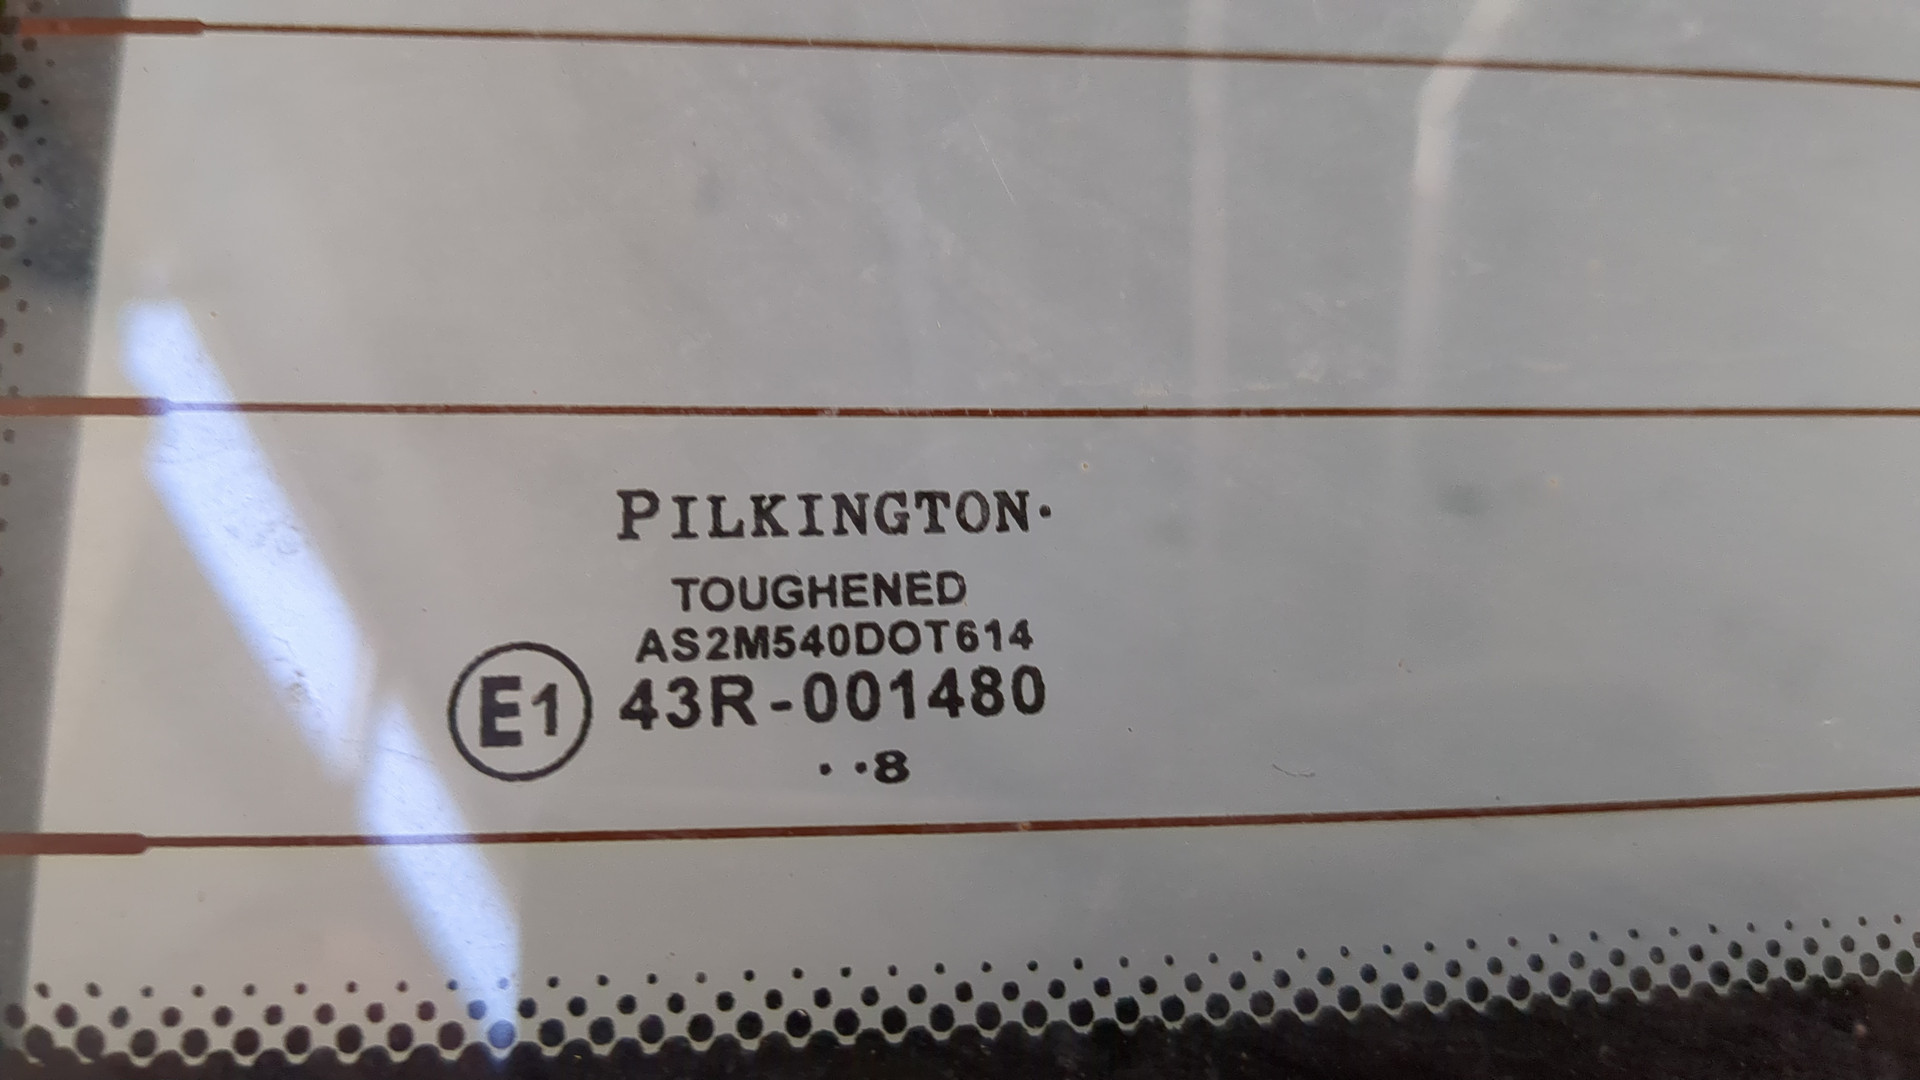 PILKINGTON·
TOUGHENED
AS2M540DOT614
E1 43R-001480
· ··8